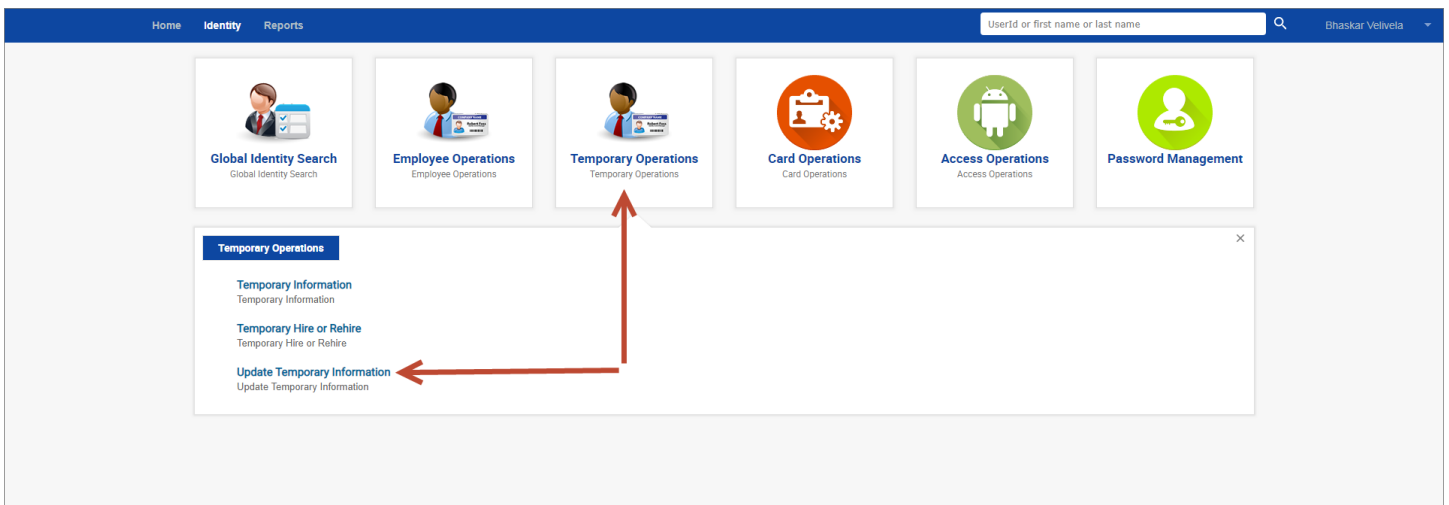 Home Identity Reports
UserId or first name or last name
Bhaskar Velivela
Global Identity Search
Global Identity Search
Employee Operations
Employee Operations
Temporary Operations
Temporary Operations
Card Operations
Card Operations
Access Operations
Access Operations
Password Management
Temporary Operations
Temporary Information
Temporary Information
Temporary Hire or Rehire
Temporary Hire or Rehire
Update Temporary Information
Update Temporary Information